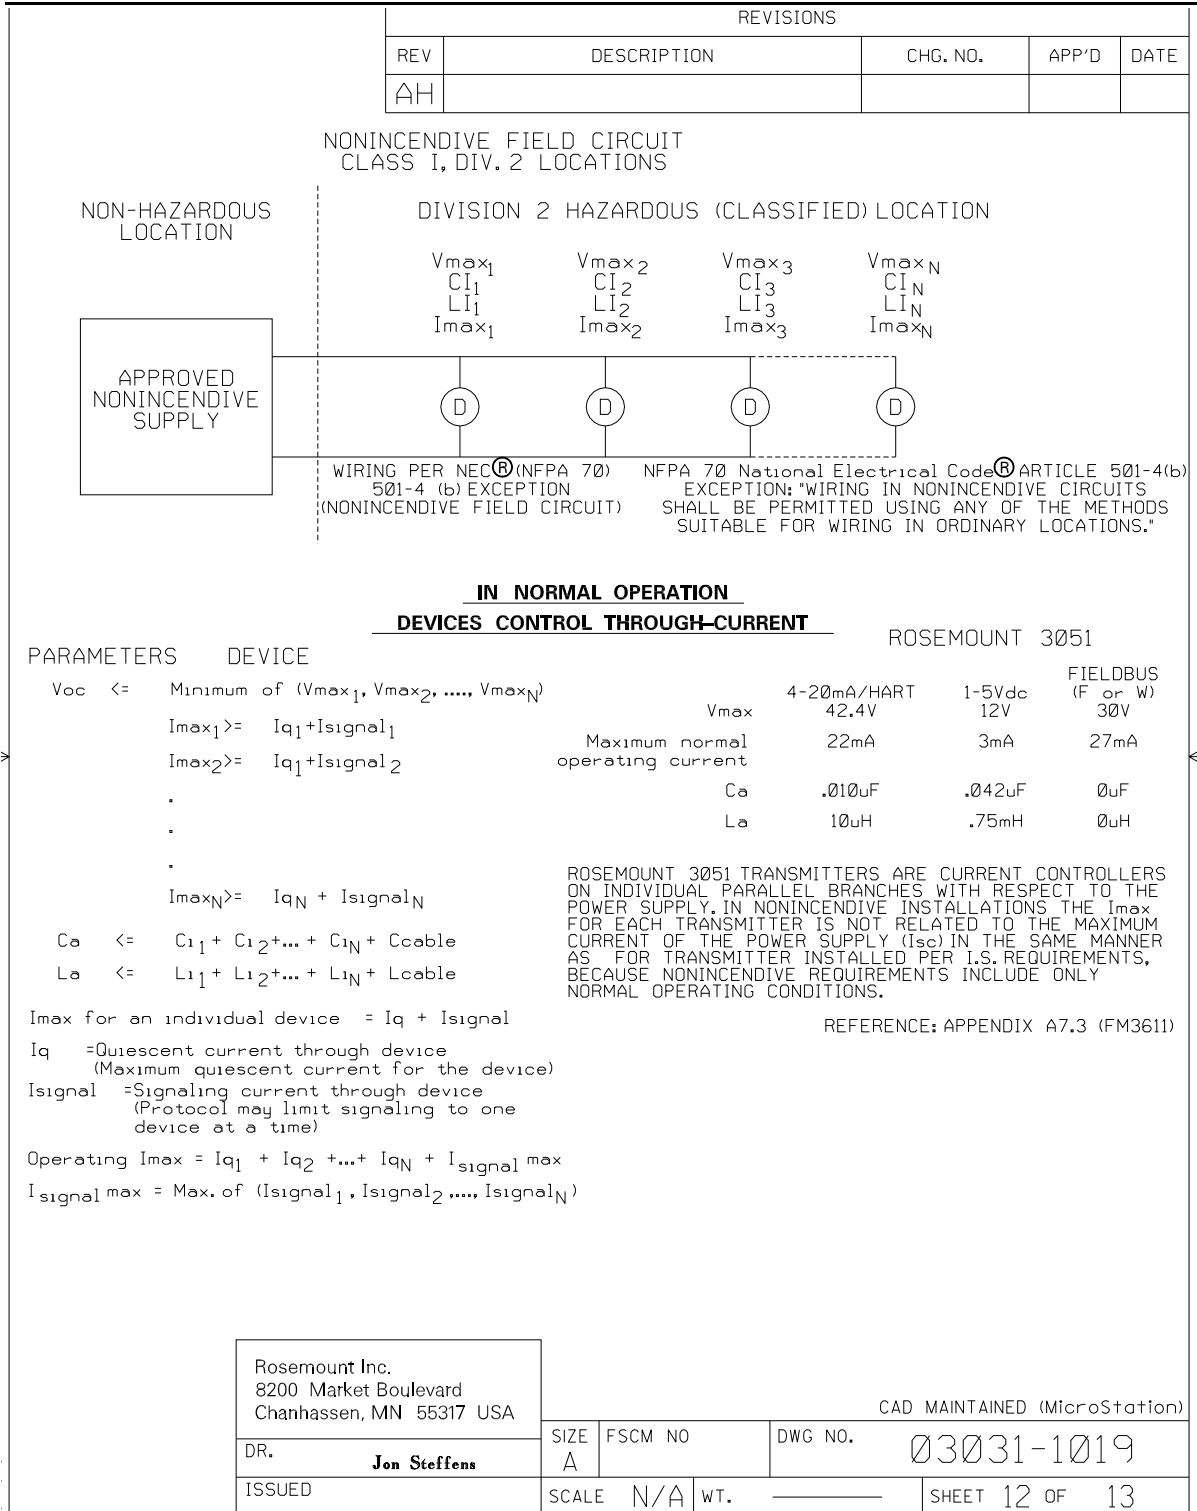 REVISIONS
REV DESCRIPTION CHG. NO. APP'D DATE
AH
NONINCENDIVE FIELD CIRCUIT
CLASS I, DIV. 2 LOCATIONS
NON-HAZARDOUS
LOCATION
DIVISION 2 HAZARDOUS (CLASSIFIED) LOCATION
Vmax1 Vmax2 Vmax3 VmaxN
CI1 CI2 CI3 CIN
LI1 LI2 LI3 LIN
Imax1 Imax2 Imax3 ImaxN
APPROVED
NONINCENDIVE
SUPPLY
D D D D
WIRING PER NEC® (NFPA 70)
501-4 (b) EXCEPTION
(NONINCENDIVE FIELD CIRCUIT)
NFPA 70 National Electrical Code® ARTICLE 501-4(b)
EXCEPTION: "WIRING IN NONINCENDIVE CIRCUITS
SHALL BE PERMITTED USING ANY OF THE METHODS
SUITABLE FOR WIRING IN ORDINARY LOCATIONS."
IN NORMAL OPERATION
DEVICES CONTROL THROUGH-CURRENT
PARAMETERS DEVICE
Voc <= Minimum of (Vmax1, Vmax2, ...., VmaxN)
Imax1>= Iq1+Isignal1
Imax2>= Iq1+Isignal2
.
.
.
ImaxN>= IqN + IsignalN
Ca <= Ci1+ Ci2+... + CiN+ Ccable
La <= Li1+ Li2+... + LiN+ Lcable
Imax for an individual device = Iq + Isignal
Iq =Quiescent current through device
(Maximum quiescent current for the device)
Isignal =Signaling current through device
(Protocol may limit signaling to one
device at a time)
Operating Imax = Iq1 + Iq2 +...+ IqN + Isignal max
Isignal max = Max. of (Isignal1, Isignal2,...., IsignalN)
ROSEMOUNT 3051
FIELDBUS
4-20mA/HART 1-5Vdc (F or W)
Vmax 42.4V 12V 30V
Maximum normal 22mA 3mA 27mA
operating current
Ca .010uF .042uF 0uF
La 10uH .75mH 0uH
ROSEMOUNT 3051 TRANSMITTERS ARE CURRENT CONTROLLERS
ON INDIVIDUAL PARALLEL BRANCHES WITH RESPECT TO THE
POWER SUPPLY. IN NONINCENDIVE INSTALLATIONS THE Imax
FOR EACH TRANSMITTER IS NOT RELATED TO THE MAXIMUM
CURRENT OF THE POWER SUPPLY (Isc) IN THE SAME MANNER
AS FOR TRANSMITTER INSTALLED PER I.S. REQUIREMENTS,
BECAUSE NONINCENDIVE REQUIREMENTS INCLUDE ONLY
NORMAL OPERATING CONDITIONS.
REFERENCE: APPENDIX A7.3 (FM3611)
Rosemount Inc.
8200 Market Boulevard
Chanhassen, MN 55317 USA
CAD MAINTAINED (MicroStation)
DR. Jon Steffens
SIZE A FSCM NO DWG NO. 03031-1019
ISSUED
SCALE N/A WT. SHEET 12 OF 13